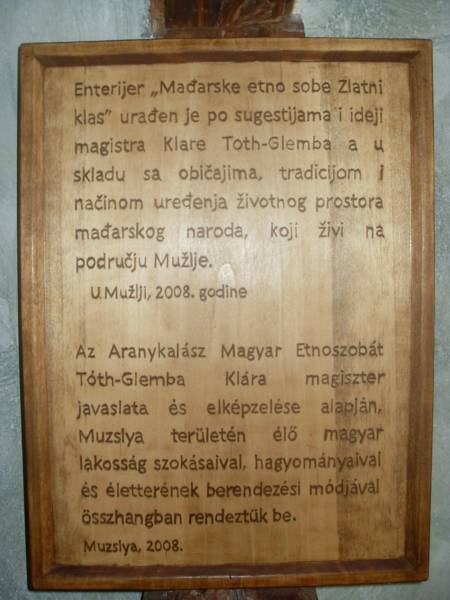 Enterijer „Mađarske etno sobe Zlatni
klas” urađen je po sugestijama i ideji
magistra Klare Toth-Glemba a u
skladu sa običajima, tradicijom i
načinom uređenja životnog prostora
mađarskog naroda, koji živi na
području Mužlje.
U Mužlji, 2008. godine
Az Aranykalász Magyar Etnoszobát
Tóth-Glemba Klára magiszter
javaslata és elképzelése alapján,
Muzslya területén élő magyar
lakosság szokásaival, hagyományaival
és életterének berendezési módjával
összhangban rendeztük be.
Muzslya, 2008.